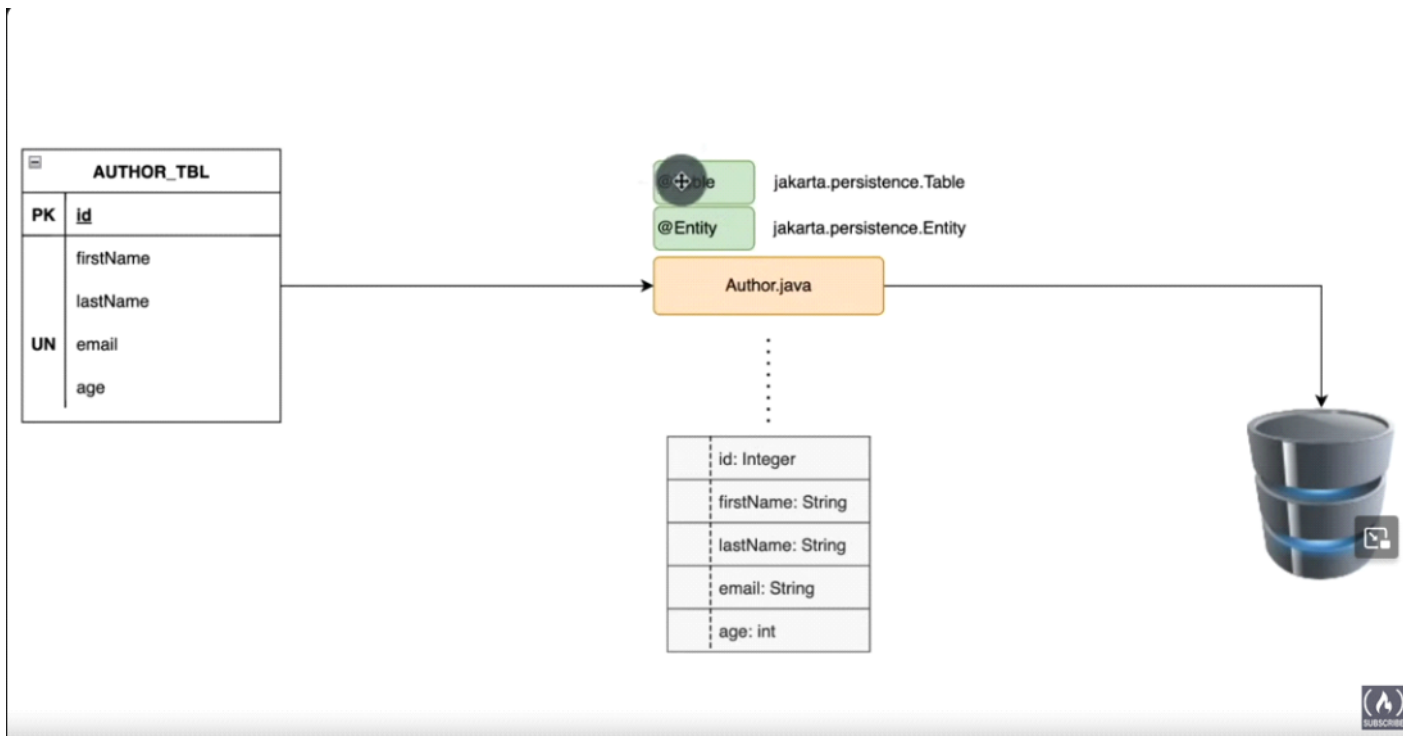 AUTHOR_TBL
PK id
firstName
lastName
UN email
age
jakarta.persistence.Table
@Entity jakarta.persistence.Entity
Author.java
id: Integer
firstName: String
lastName: String
email: String
age: int
SUBSCRIBE